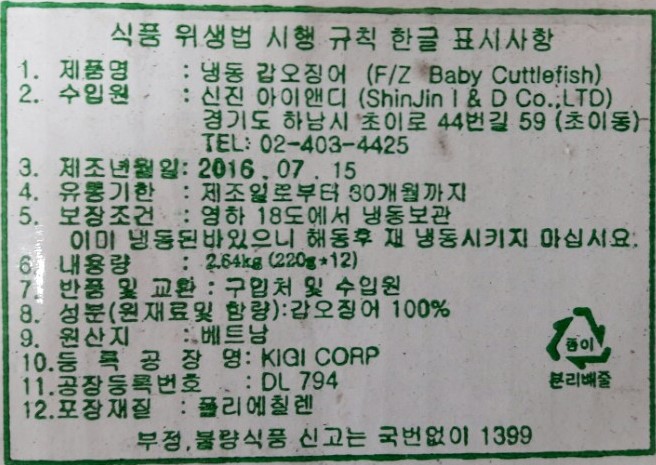 식품 위생법 시행 규칙 한글 표시사항
1. 제품명 : 냉동 갑오징어 (F/Z Baby Cuttlefish)
2. 수입원 : 신진 아이앤디 (ShinJin I & D Co.,LTD)
경기도 하남시 초이로 44번길 59 (초이동)
TEL: 02-403-4425
3. 제조년월일: 2016 . 07 . 15
4. 유통기한 : 제조일로부터 30개월까지
5. 보장조건 : 영하 18도에서 냉동보관
이미 냉동된바있으니 해동후 재 냉동시키지 마십시요.
6. 내용량 : 2.64kg (220g*12)
7. 반품 및 교환 : 구입처 및 수입원
8. 성분(원재료및 함량):갑오징어 100%
9. 원산지 : 베트남
10.등 록 공 장 명: KIGI CORP
11.공장등록번호 : DL 794
12.포장재질 : 폴리에칠렌
종이
분리배출
부정,불량식품 신고는 국번없이 1399